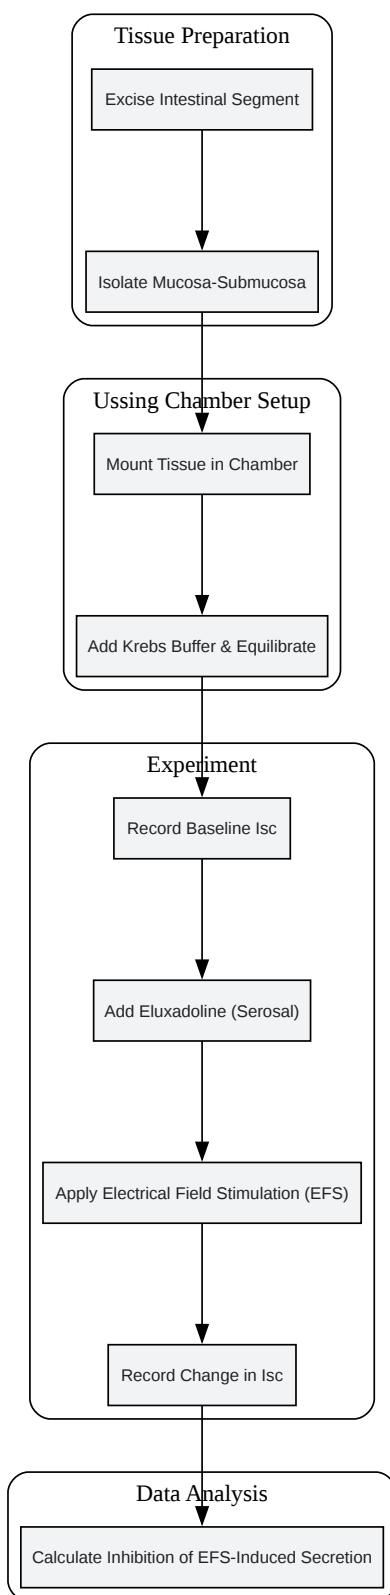 Tissue Preparation
Excise Intestinal Segment
Isolate Mucosa-Submucosa
Ussing Chamber Setup
Mount Tissue in Chamber
Add Krebs Buffer & Equilibrate
Experiment
Record Baseline Isc
Add Eluxadoline (Serosal)
Apply Electrical Field Stimulation (EFS)
Record Change in Isc
Data Analysis
Calculate Inhibition of EFS-Induced Secretion